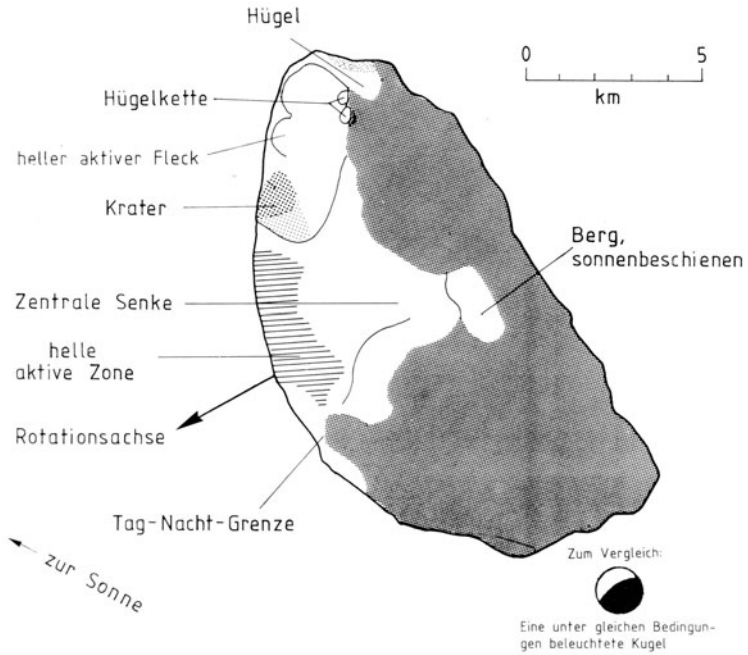 Hügel
0 5
km
Hügelkette
heller aktiver Fleck
Krater
Berg,
sonnenbeschienen
Zentrale Senke
helle
aktive Zone
Rotationsachse
Tag-Nacht-Grenze
zur Sonne
Zum Vergleich:
Eine unter gleichen Bedingun-
gen beleuchtete Kugel